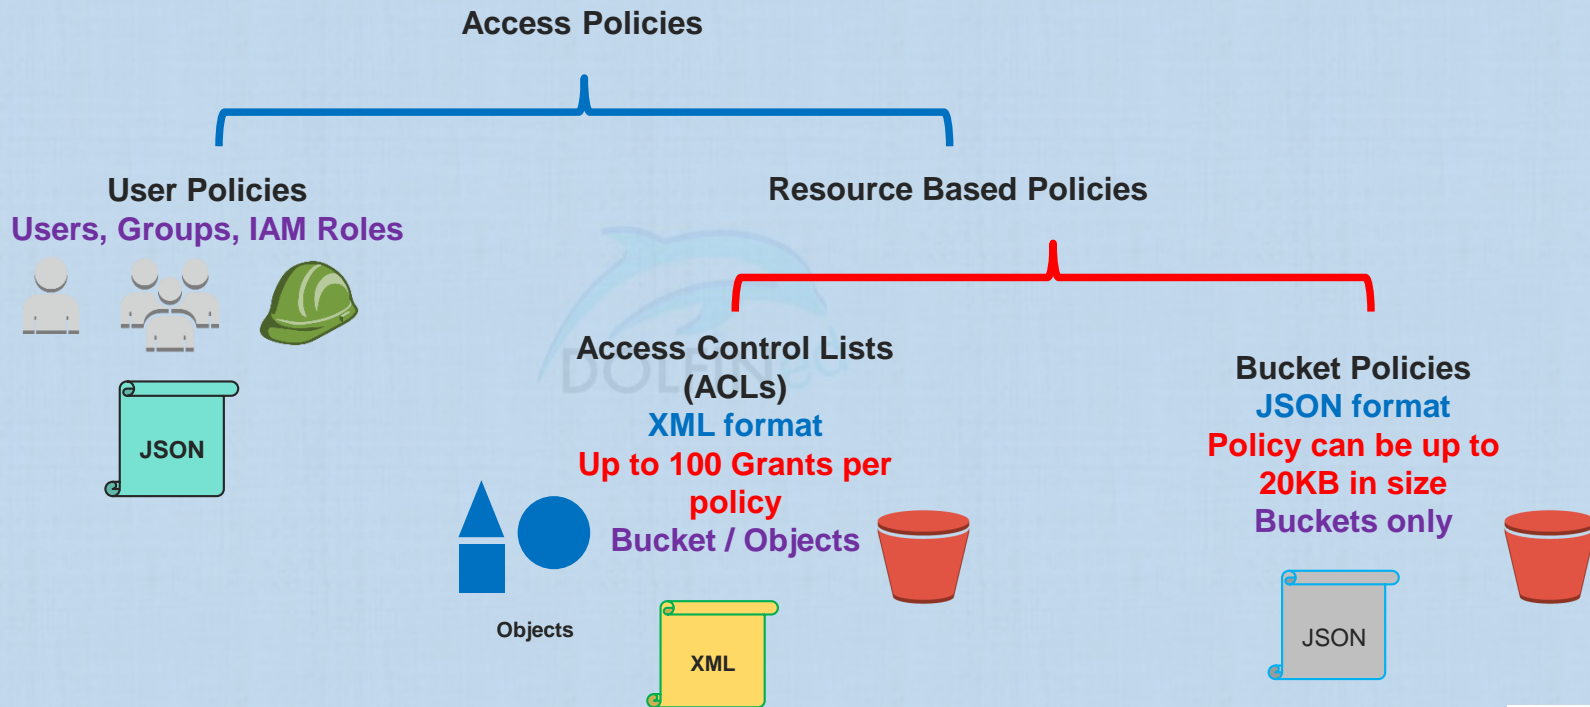 Access Policies
User Policies
Users, Groups, IAM Roles
JSON
Resource Based Policies
Access Control Lists
(ACLs)
XML format
Up to 100 Grants per
policy
Bucket / Objects
Objects
XML
Bucket Policies
JSON format
Policy can be up to
20KB in size
Buckets only
JSON
DOLFINed